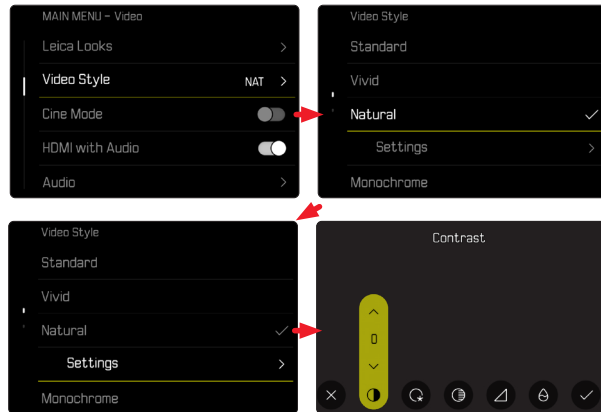 MAIN MENU – Video
Leica Looks
Video Style NAT
Cine Mode
HDMI with Audio
Audio
Video Style
Standard
Vivid
Natural
Settings
Monochrome
Video Style
Standard
Vivid
Natural
Settings
Monochrome
Contrast
0